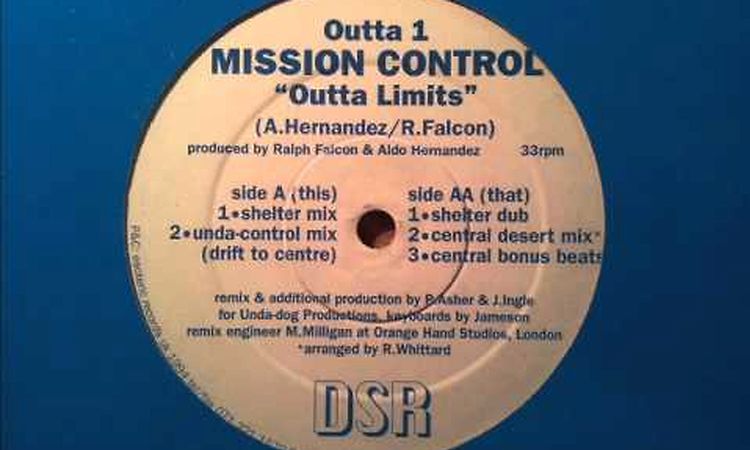 Outta 1
MISSION CONTROL
“Outta Limits”
(A.Hernandez/R.Falcon)
produced by Ralph Falcon & Aldo Hernandez 33rpm
side A (this)
1•shelter mix
2•unda-control mix
(drift to centre)
side AA (that)
1•shelter dub
2•central desert mix*
3•central bonus beats
remix & additional production by P.Asher & J.Ingle
for Unda-dog Productions, keyboards by Jameson
remix engineer M.Milligan at Orange Hand Studios, London
*arranged by R.Whittard
DSR